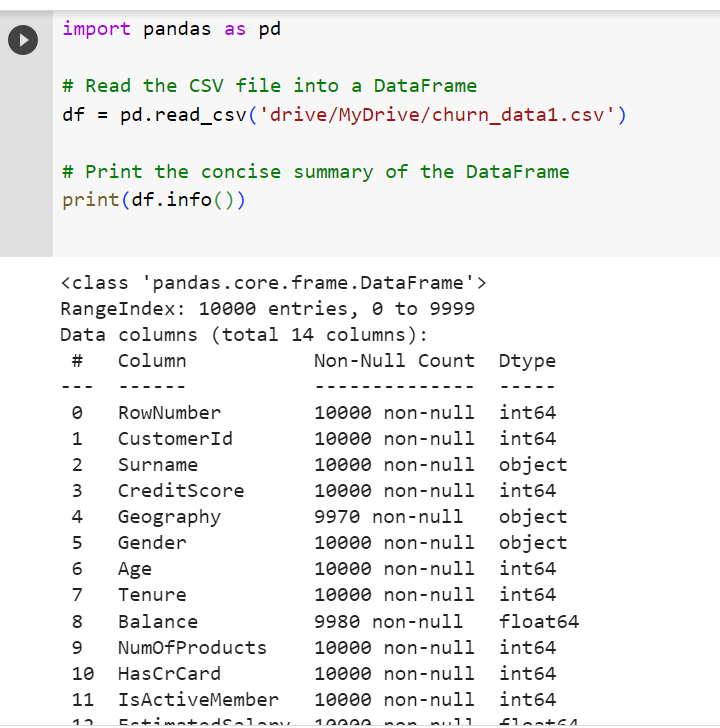 import pandas as pd
# Read the CSV file into a DataFrame
df = pd.read_csv('drive/MyDrive/churn_data1.csv')
# Print the concise summary of the DataFrame
print(df.info())
<class 'pandas.core.frame.DataFrame'>
RangeIndex: 10000 entries, 0 to 9999
Data columns (total 14 columns):
 #   Column           Non-Null Count  Dtype
---  ------           --------------  -----
 0   RowNumber        10000 non-null  int64
 1   CustomerId       10000 non-null  int64
 2   Surname          10000 non-null  object
 3   CreditScore      10000 non-null  int64
 4   Geography        9970 non-null   object
 5   Gender           10000 non-null  object
 6   Age              10000 non-null  int64
 7   Tenure           10000 non-null  int64
 8   Balance          9980 non-null   float64
 9   NumOfProducts    10000 non-null  int64
 10  HasCrCard        10000 non-null  int64
 11  IsActiveMember   10000 non-null  int64
 12  EstimatedSalary  10000 non-null  float64